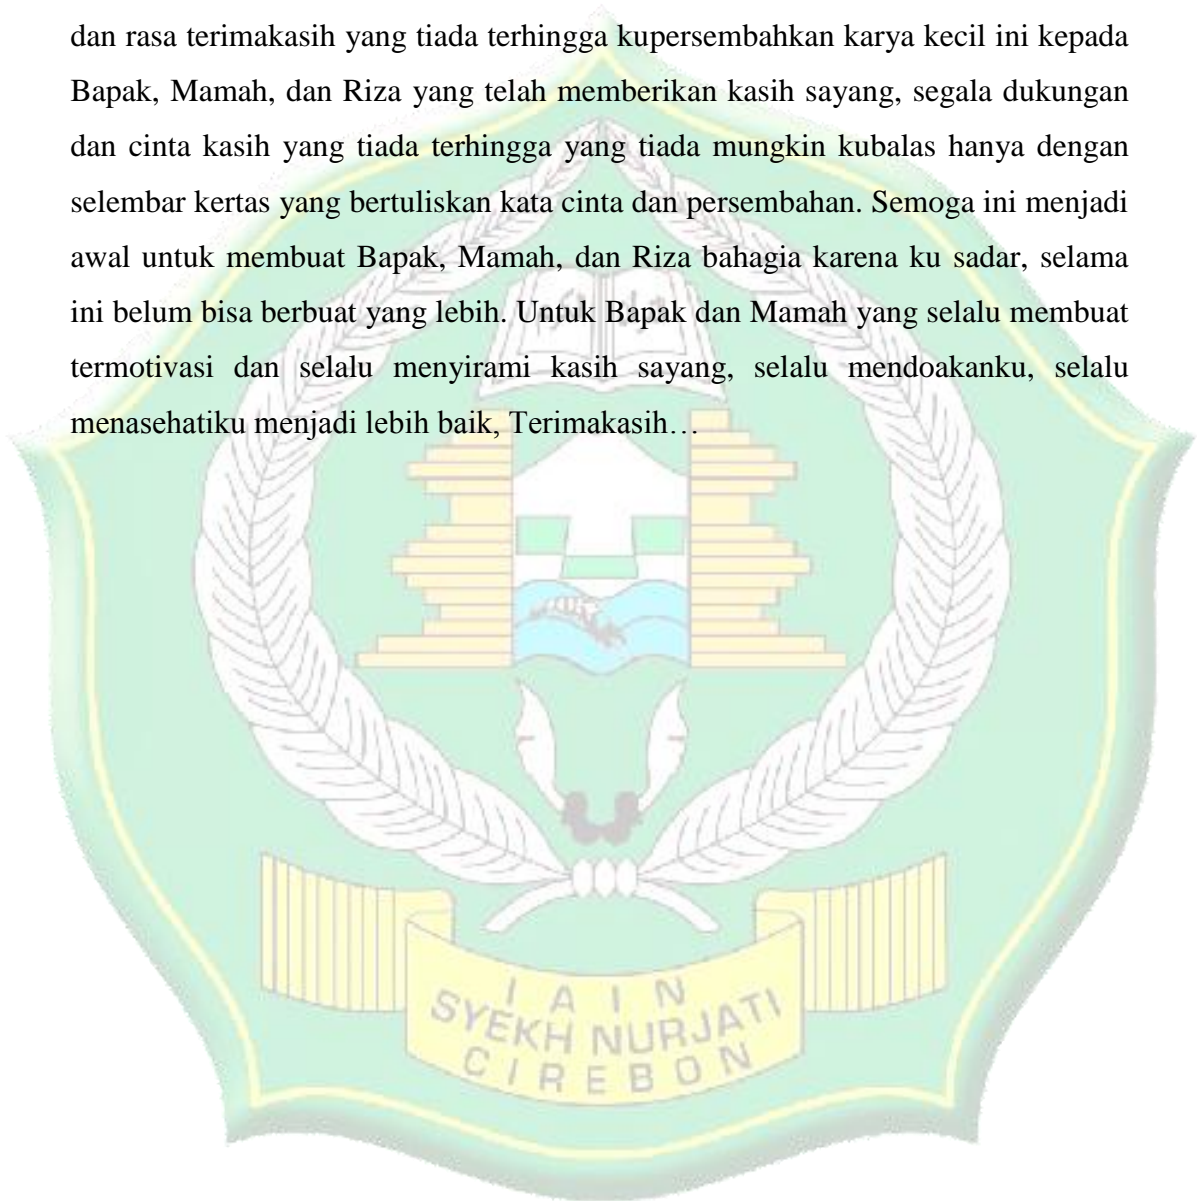 dan rasa terimakasih yang tiada terhingga kupersembahkan karya kecil ini kepada
Bapak, Mamah, dan Riza yang telah memberikan kasih sayang, segala dukungan
dan cinta kasih yang tiada terhingga yang tiada mungkin kubalas hanya dengan
selembar kertas yang bertuliskan kata cinta dan persembahan. Semoga ini menjadi
awal untuk membuat Bapak, Mamah, dan Riza bahagia karena ku sadar, selama
ini belum bisa berbuat yang lebih. Untuk Bapak dan Mamah yang selalu membuat
termotivasi dan selalu menyirami kasih sayang, selalu mendoakanku, selalu
menasehatiku menjadi lebih baik, Terimakasih…
IAIN
SYEKH NURJATI
CIREBON